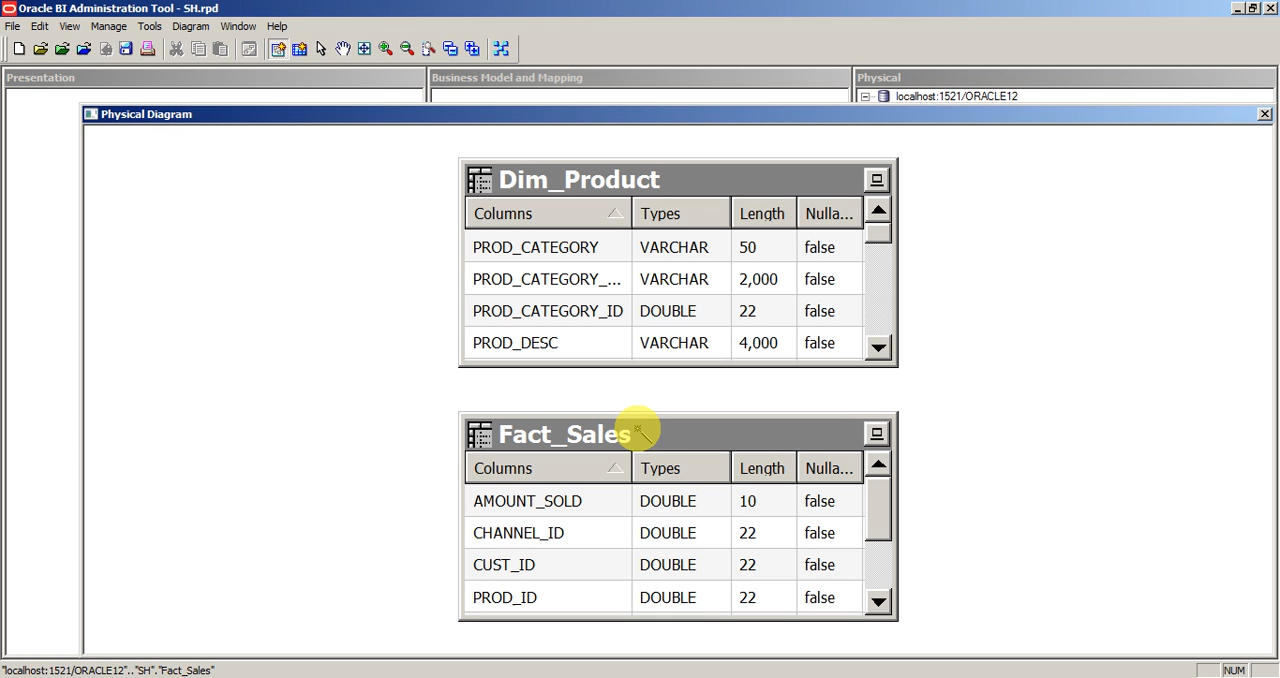 Oracle BI Administration Tool - SH.rpd
File Edit View Manage Tools Diagram Window Help
Presentation Business Model and Mapping Physical
localhost:1521/ORACLE12
Physical Diagram
Dim_Product
Columns Types Length Nulla...
PROD_CATEGORY VARCHAR 50 false
PROD_CATEGORY_... VARCHAR 2,000 false
PROD_CATEGORY_ID DOUBLE 22 false
PROD_DESC VARCHAR 4,000 false
Fact_Sales
Columns Types Length Nulla...
AMOUNT_SOLD DOUBLE 10 false
CHANNEL_ID DOUBLE 22 false
CUST_ID DOUBLE 22 false
PROD_ID DOUBLE 22 false
"localhost:1521/ORACLE12".."SH"."Fact_Sales" NUM